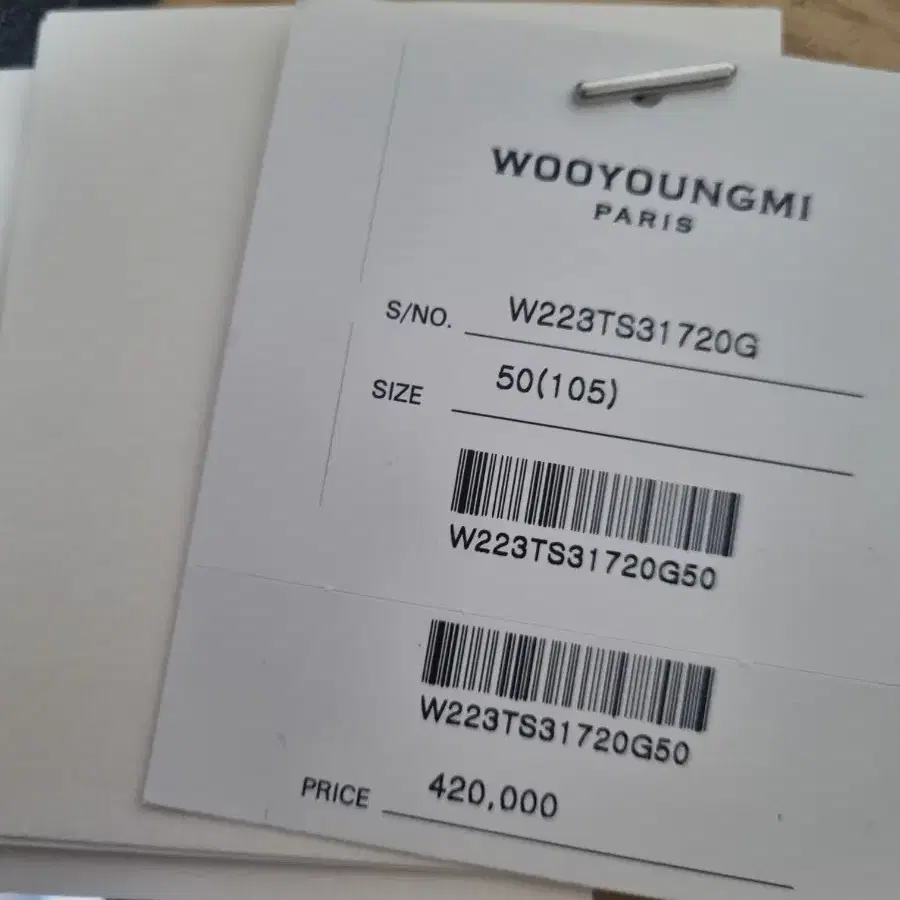 WOOYOUNGMI
PARIS
S/NO. W223TS31720G
SIZE 50(105)
W223TS31720G50
W223TS31720G50
PRICE 420,000